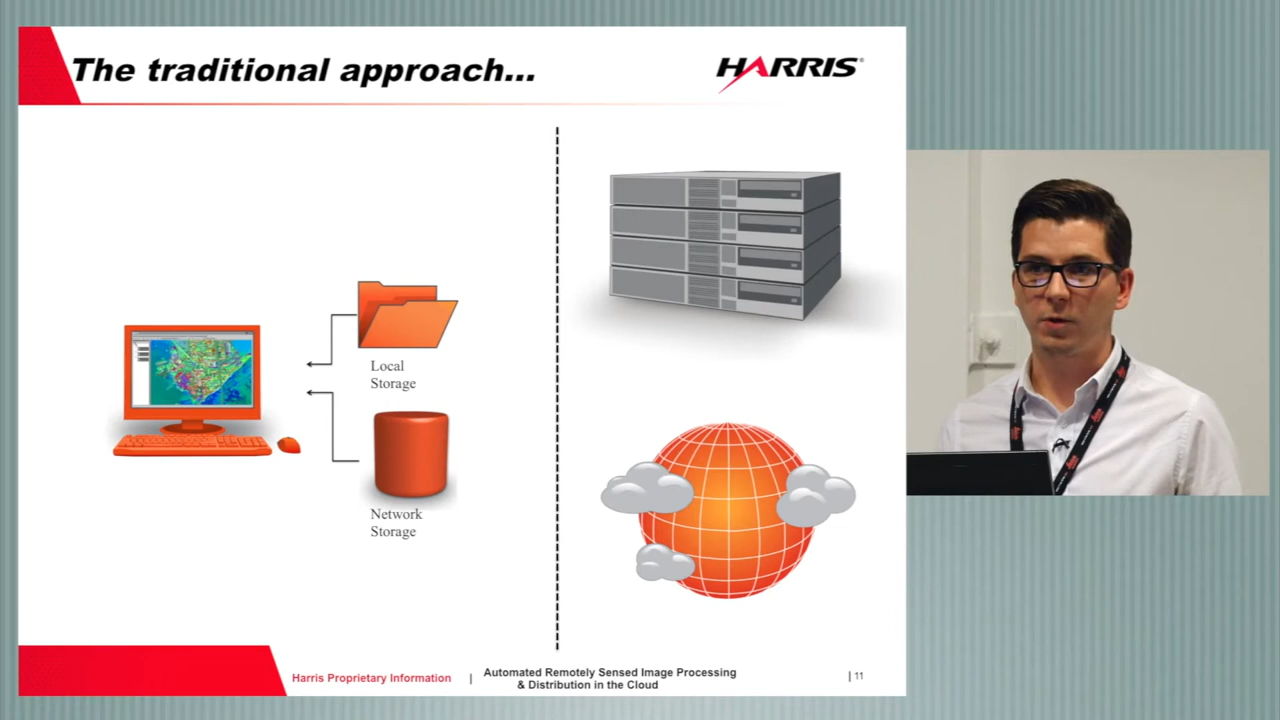 The traditional approach...
HARRIS
Local
Storage
Network
Storage
Harris Proprietary Information
|
Automated Remotely Sensed Image Processing
& Distribution in the Cloud
| 11